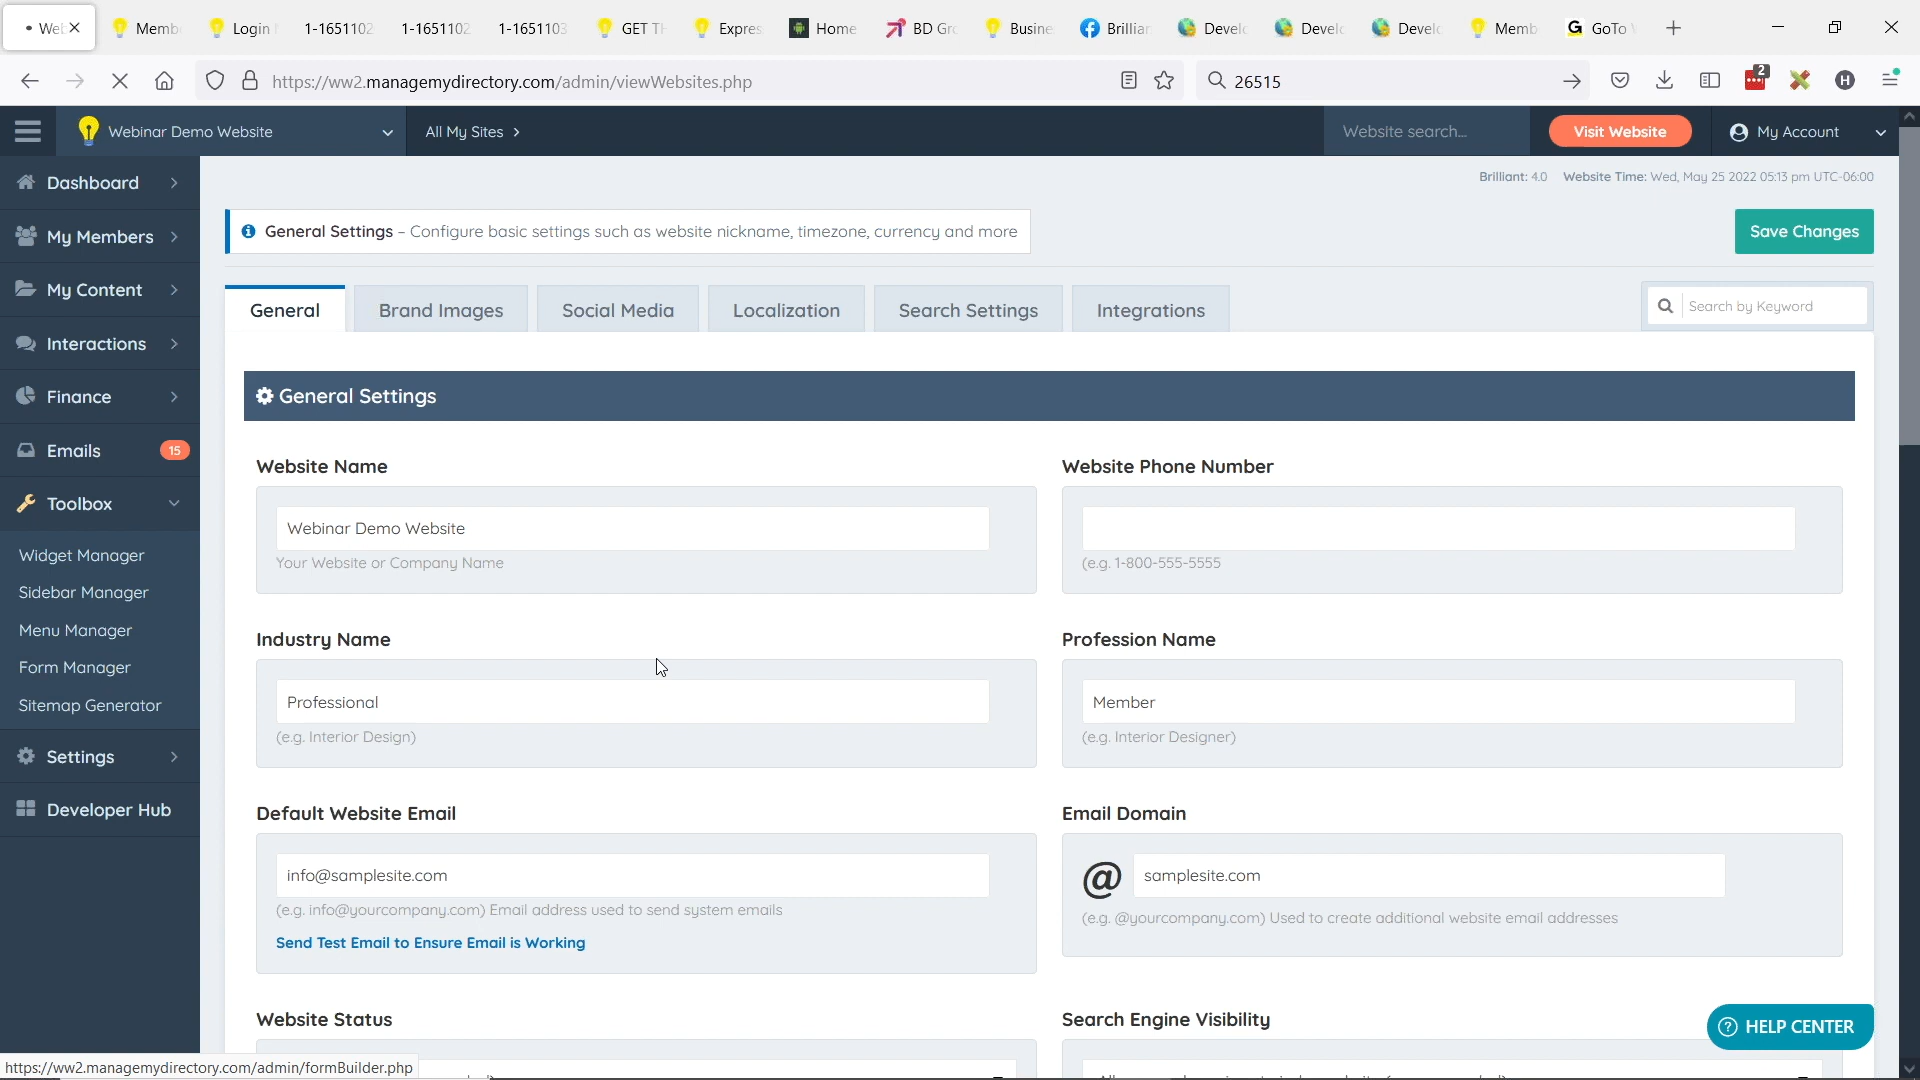 Web
Memb
Login
1-1651102
1-1651102
1-1651103
GET TH
Expres
Home
BD Gro
Busine
Brillian
Develo
Develo
Develo
Memb
GoTo
https://ww2.managemydirectory.com/admin/viewWebsites.php
26515
2
H
Webinar Demo Website
All My Sites
Website search...
Visit Website
My Account
Brilliant: 4.0 Website Time: Wed, May 25 2022 05:13 pm UTC-06:00
Dashboard
My Members
My Content
Interactions
Finance
Emails 15
Toolbox
Widget Manager
Sidebar Manager
Menu Manager
Form Manager
Sitemap Generator
Settings
Developer Hub
General Settings – Configure basic settings such as website nickname, timezone, currency and more
Save Changes
General
Brand Images
Social Media
Localization
Search Settings
Integrations
Search by Keyword
General Settings
Website Name
Webinar Demo Website
Your Website or Company Name
Website Phone Number
(e.g. 1-800-555-5555
Industry Name
Professional
(e.g. Interior Design)
Profession Name
Member
(e.g. Interior Designer)
Default Website Email
info@samplesite.com
(e.g. info@yourcompany.com) Email address used to send system emails
Send Test Email to Ensure Email is Working
Email Domain
@ samplesite.com
(e.g. @yourcompany.com) Used to create additional website email addresses
Website Status
Search Engine Visibility
HELP CENTER
https://ww2.managemydirectory.com/admin/formBuilder.php